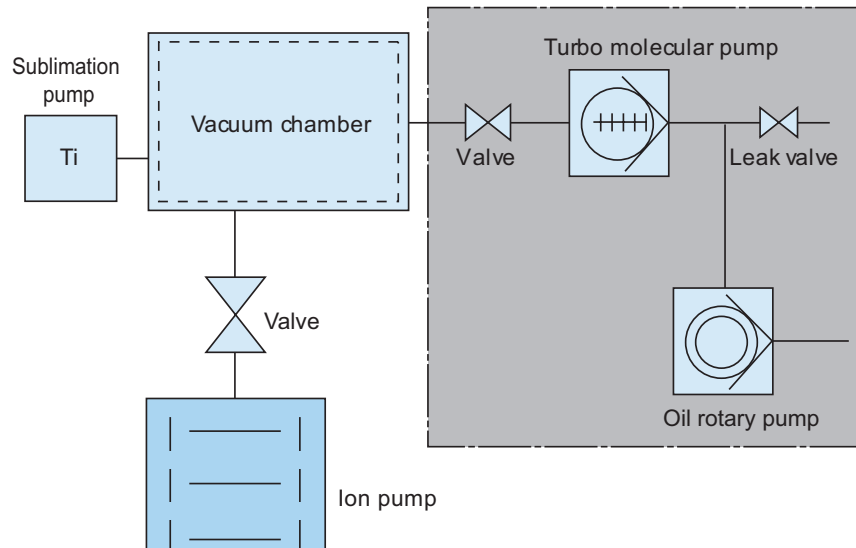 Sublimation
pump
Ti
Vacuum chamber
Turbo molecular pump
Valve
Leak valve
Valve
Oil rotary pump
Ion pump